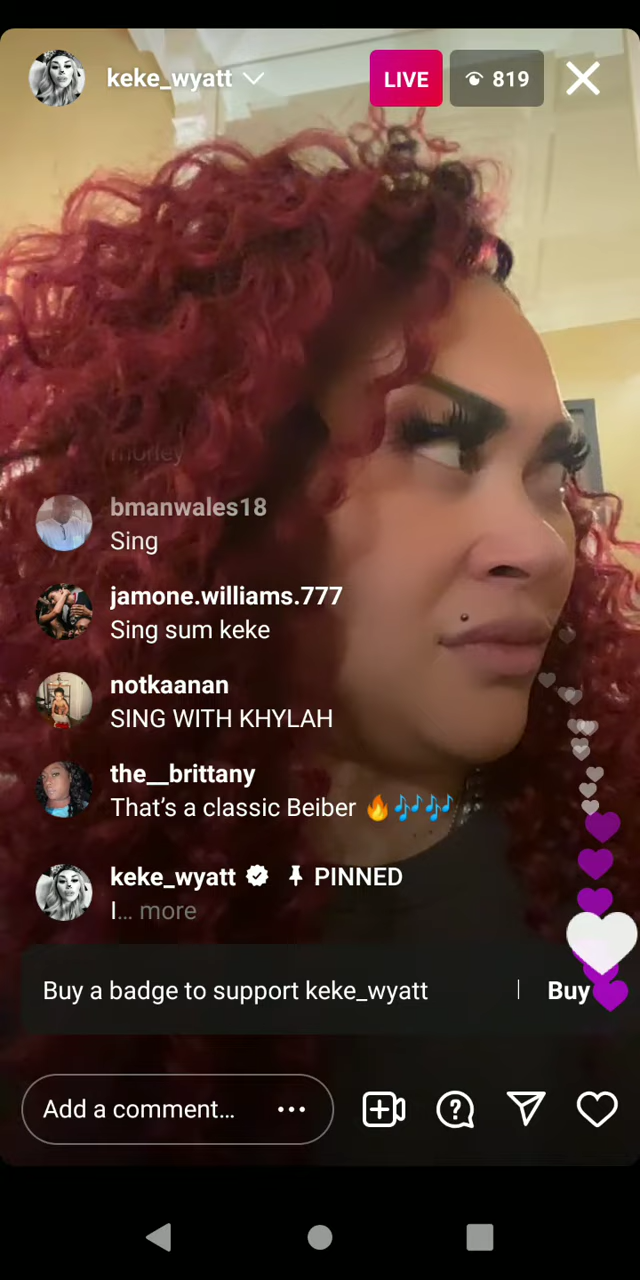 keke_wyatt
LIVE
819
bmanwales18
Sing
jamone.williams.777
Sing sum keke
notkaanan
SING WITH KHYLAH
the__brittany
That's a classic Beiber 🔥🎶🎶
keke_wyatt PINNED
I... more
Buy a badge to support keke_wyatt | Buy
Add a comment...